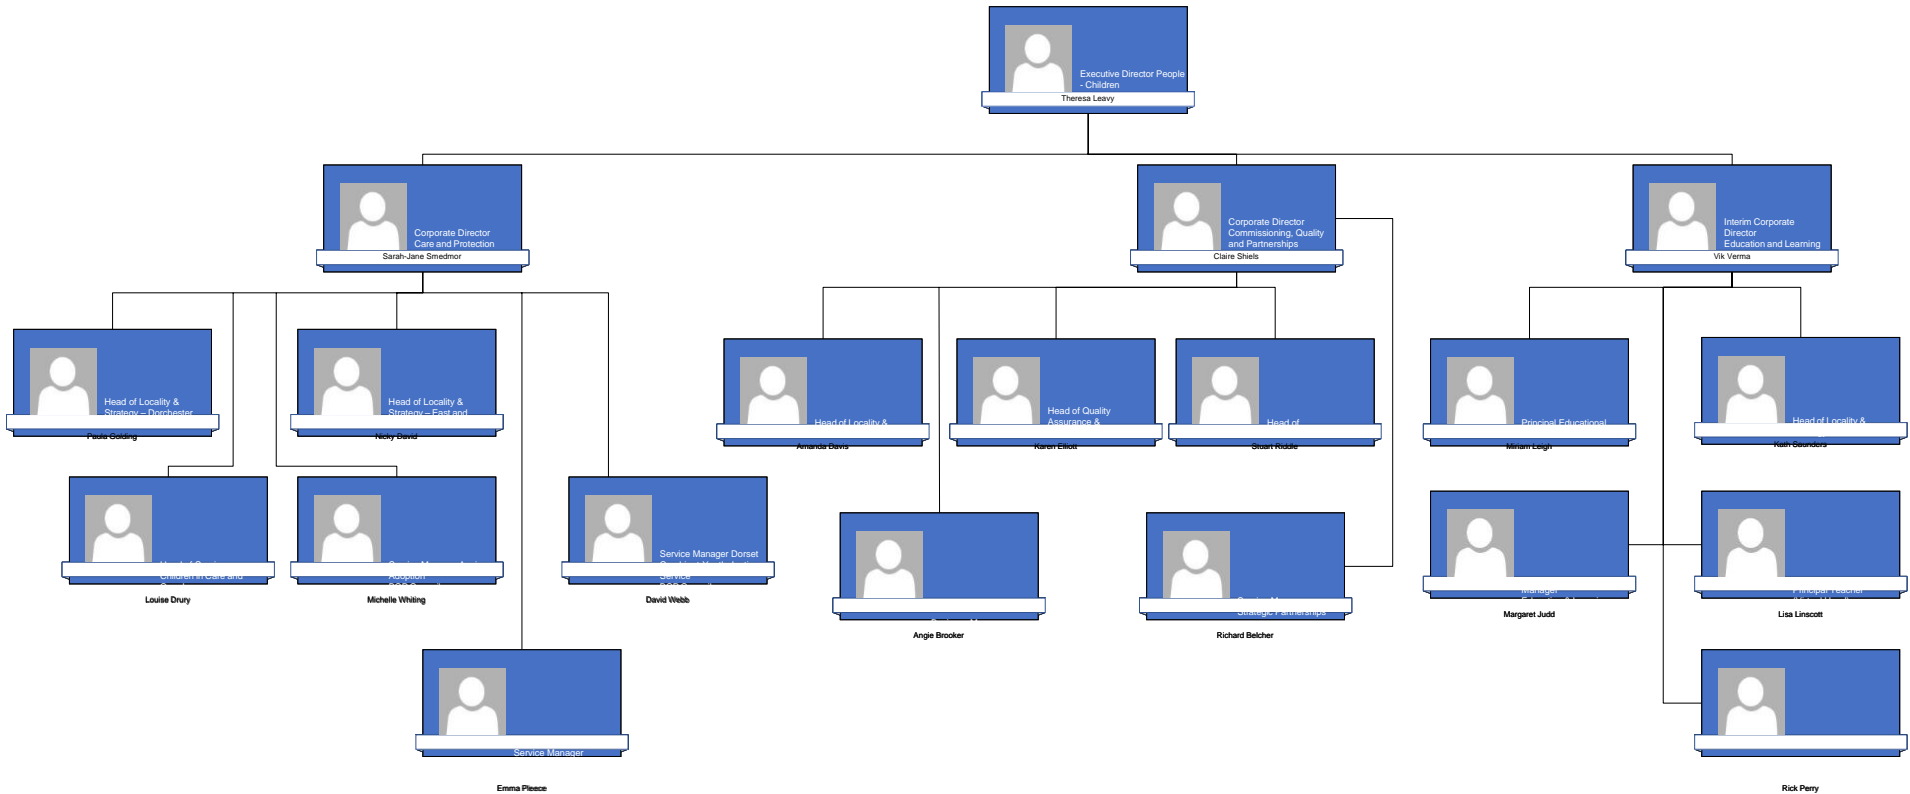 Executive Director People
- Children
Theresa Leavy
Corporate Director
Care and Protection
Sarah-Jane Smedmor
Corporate Director
Commissioning, Quality
and Partnerships
Claire Shiels
Interim Corporate
Director
Education and Learning
Vik Verma
Head of Locality &
Strategy – Dorchester
Paula Golding
Head of Locality &
Strategy – East and
Nicky David
Head of Locality &
Amanda Davis
Head of Quality
Assurance &
Karen Elliott
Head of
Stuart Riddle
Principal Educational
Miriam Leigh
Head of Locality &
Kath Saunders
Children in Care and
Louise Drury
Adoption
Michelle Whiting
Service Manager Dorset
Service
David Webb
Angie Brooker
Strategic Partnerships
Richard Belcher
Manager
Margaret Judd
Principal Teacher
Lisa Linscott
Service Manager
Emma Pleece
Rick Perry